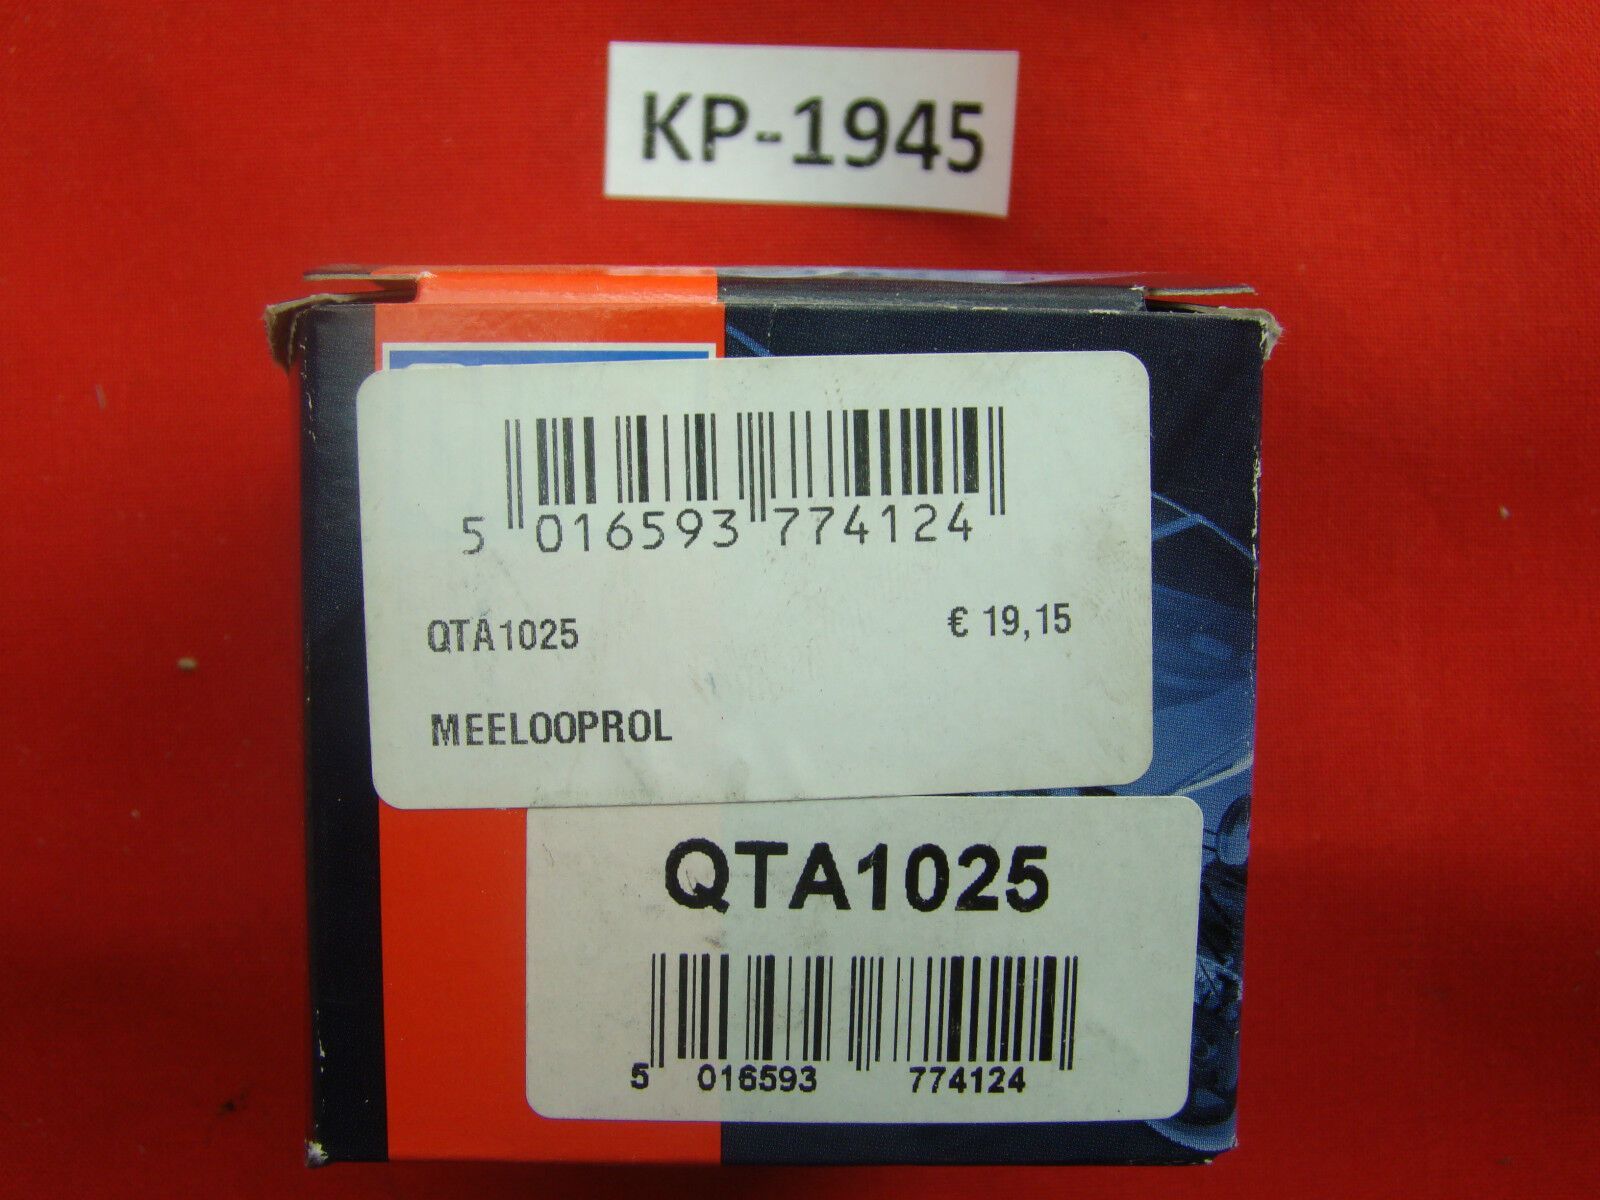 KP-1945
5 016593 774124
QTA1025 € 19,15
MEELOOPROL
QTA1025
5 016593 774124